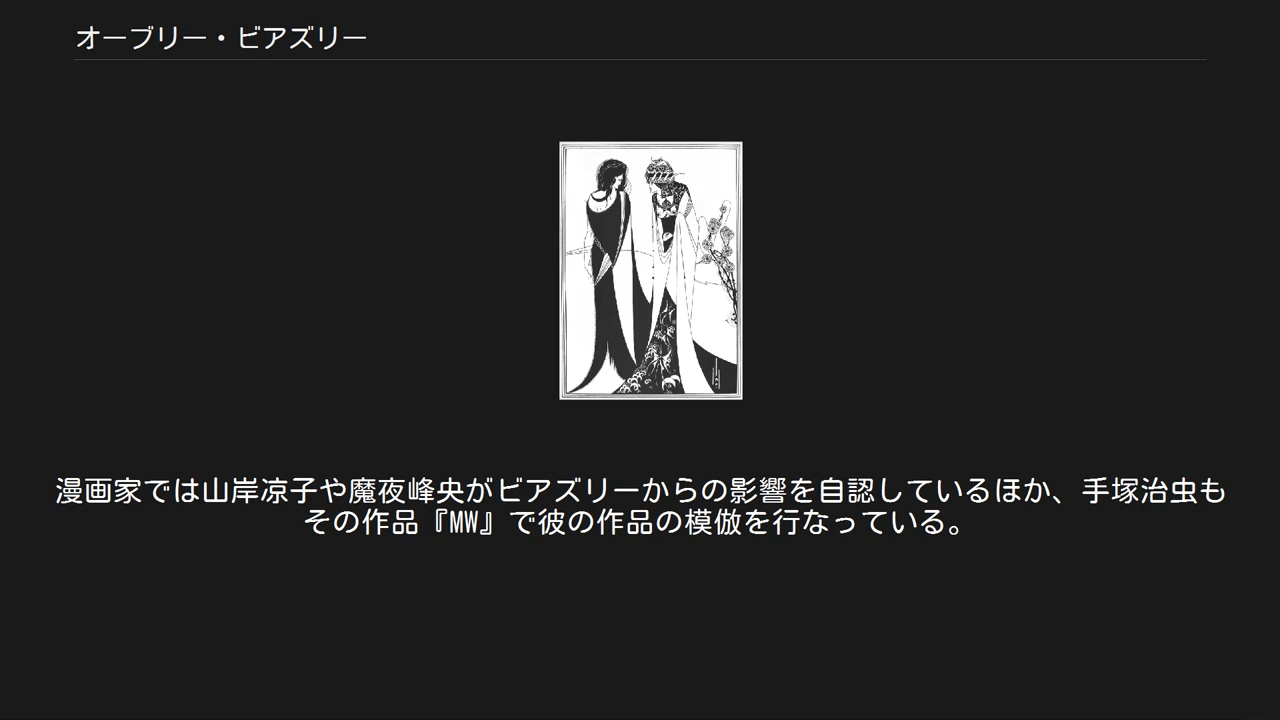 オーブリー・ビアズリー
漫画家では山岸凉子や魔夜峰央がビアズリーからの影響を自認しているほか、手塚治虫も
その作品『MW』で彼の作品の模倣を行なっている。